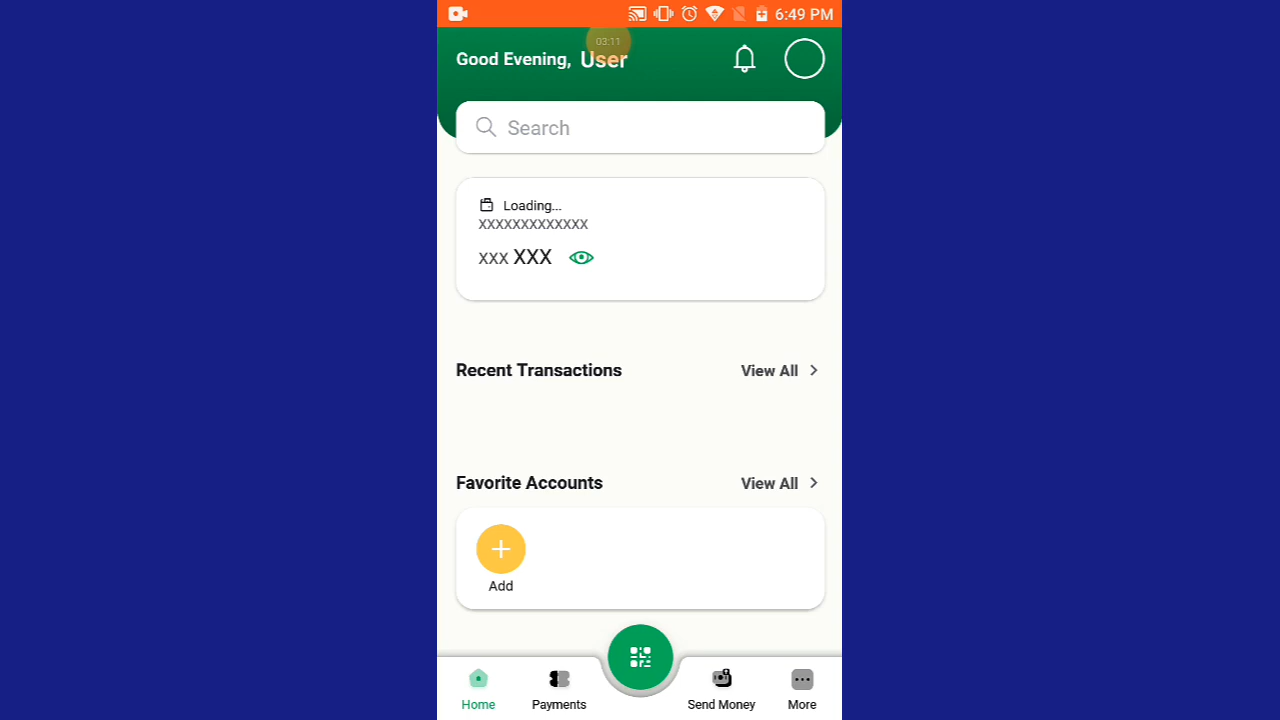 6:49 PM
03:11
Good Evening, User
Search
Loading...
XXXXXXXXXXXXX
XXX XXX
Recent Transactions View All
Favorite Accounts View All
Add
Home Payments Send Money More